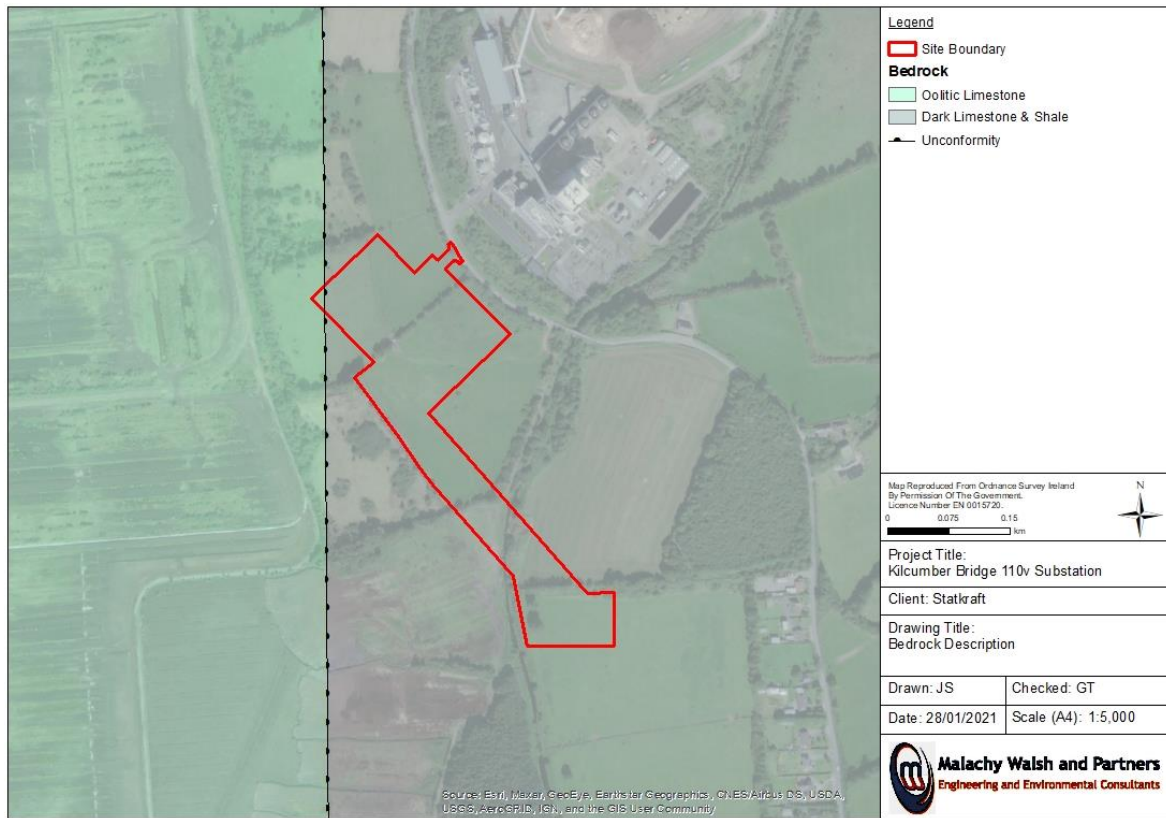 Legend
Site Boundary
Bedrock
Oolitic Limestone
Dark Limestone & Shale
Unconformity
Map Reproduced From Ordnance Survey Ireland
By Permission Of The Government.
Licence Number EN 0015720.
N
0 0.075 0.15
km
Project Title:
Kilcumber Bridge 110v Substation
Client: Statkraft
Drawing Title:
Bedrock Description
Drawn: JS
Checked: GT
Date: 28/01/2021
Scale (A4): 1:5,000
Malachy Walsh and Partners
Engineering and Environmental Consultants
Source: Esri, Maxar, GeoEye, Earthstar Geographics, CNES/Airbus DS, USDA,
USGS, AeroGRID, IGN, and the GIS User Community